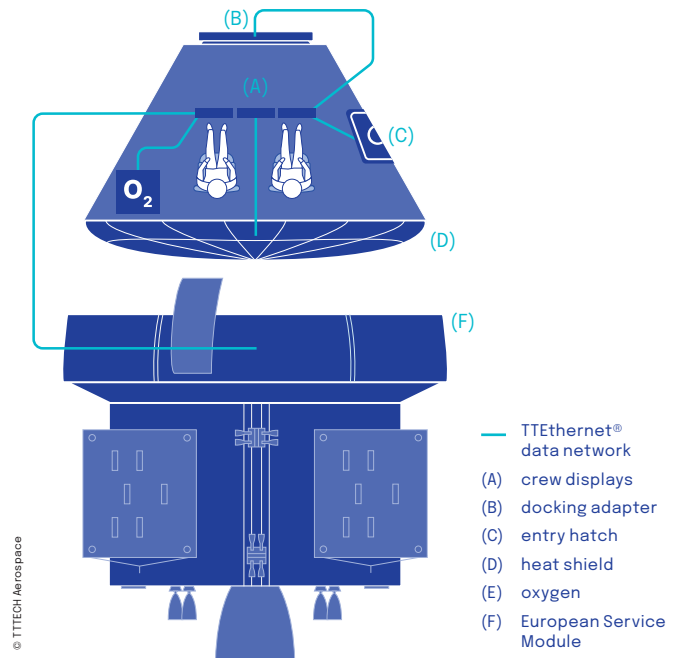 (B)
(A)
(C)
O2
(D)
(F)
TTEthernet®
data network
(A) crew displays
(B) docking adapter
(C) entry hatch
(D) heat shield
(E) oxygen
(F) European Service
Module
© TTTECH Aerospace